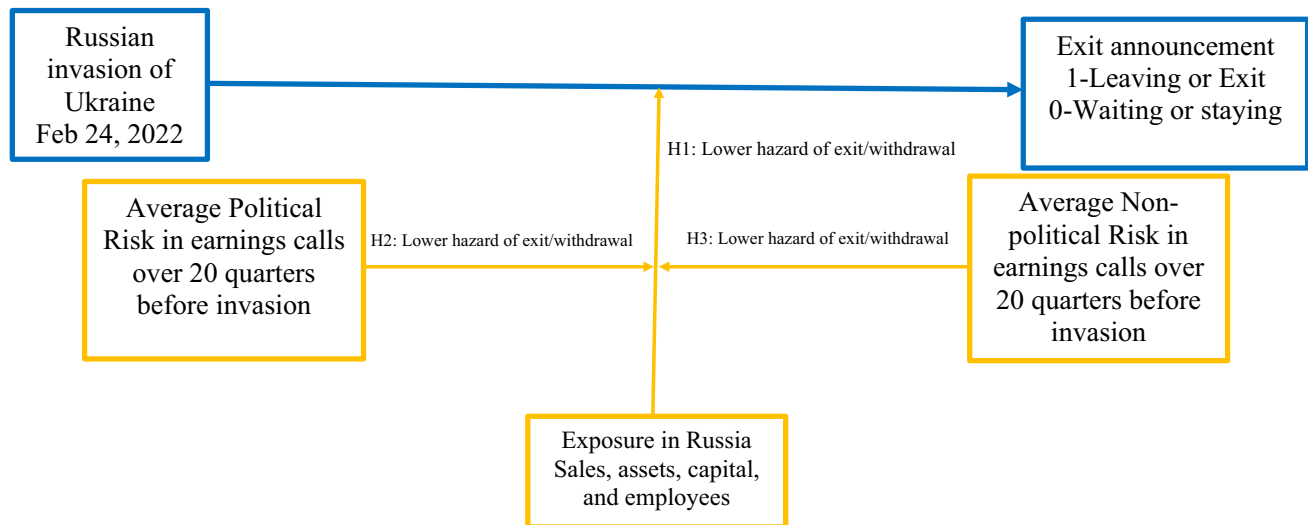 Russian
invasion of
Ukraine
Feb 24, 2022
Exit announcement
1-Leaving or Exit
0-Waiting or staying
H1: Lower hazard of exit/withdrawal
Average Political
Risk in earnings calls
over 20 quarters
before invasion
H2: Lower hazard of exit/withdrawal
H3: Lower hazard of exit/withdrawal
Average Non-
political Risk in
earnings calls over
20 quarters before
invasion
Exposure in Russia
Sales, assets, capital,
and employees